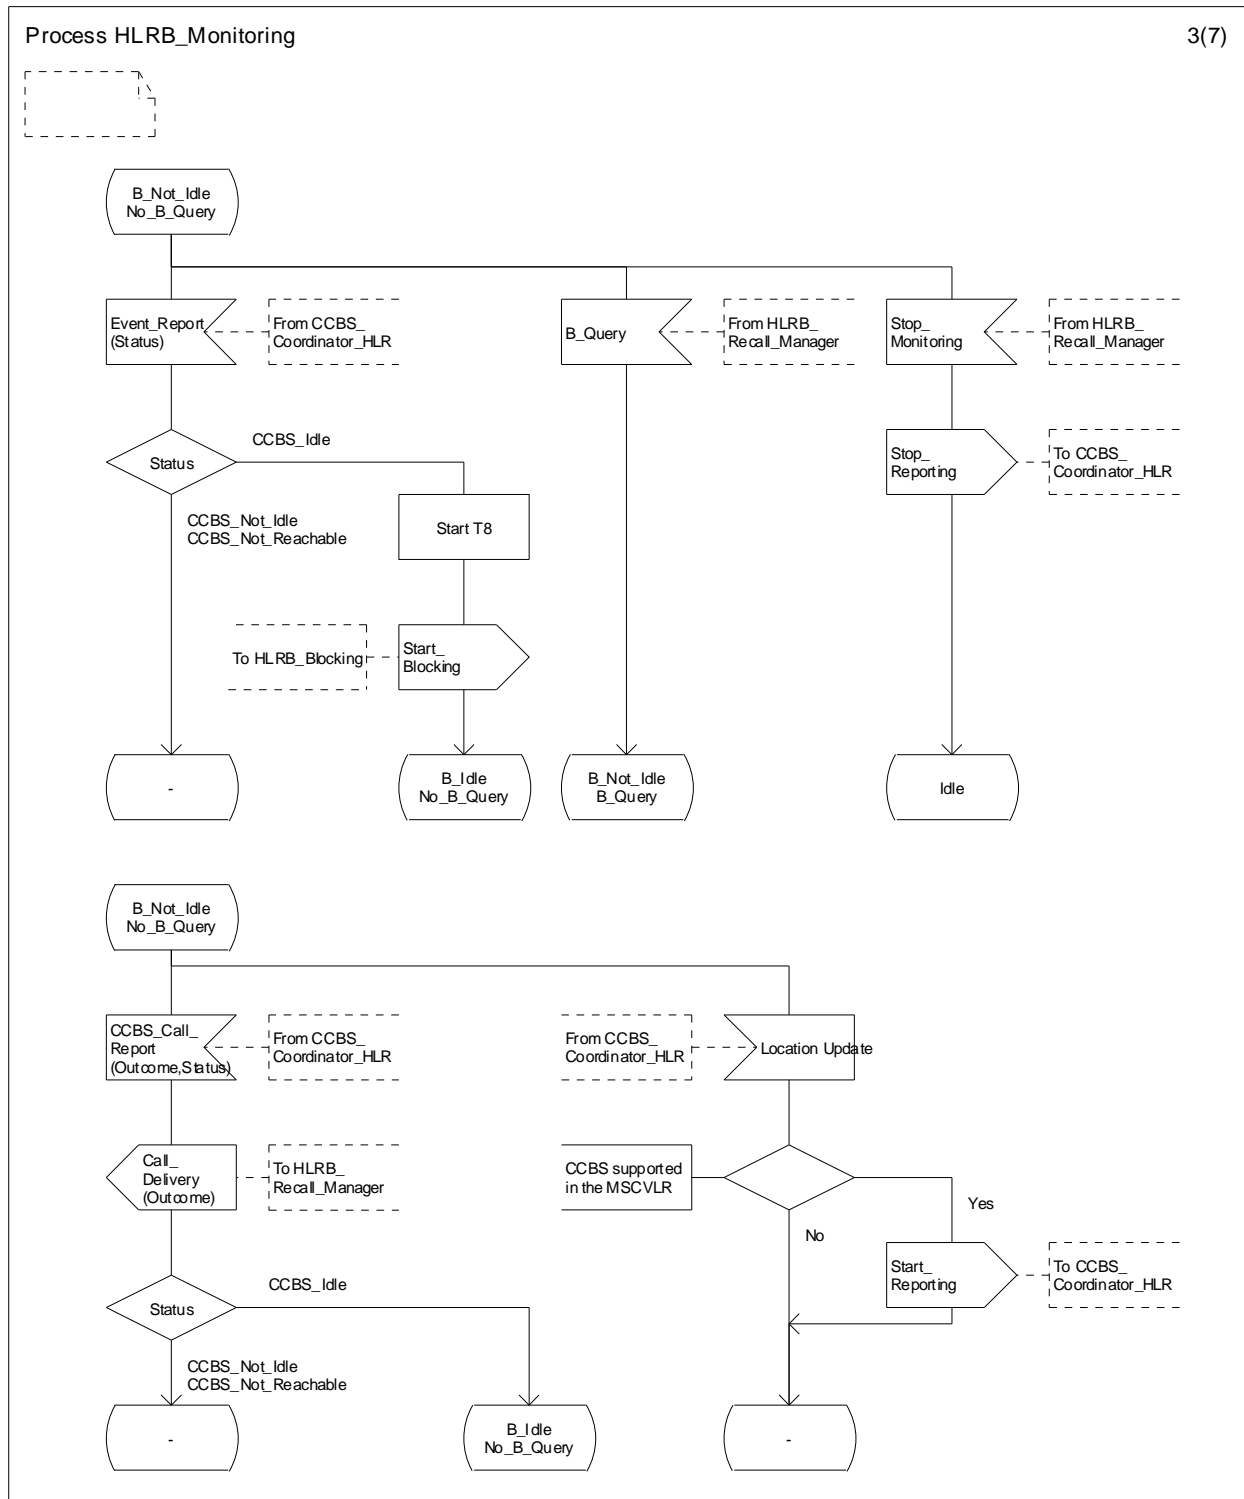 Process HLRB_Monitoring
3(7)
B_Not_Idle
No_B_Query
Event_Report
(Status)
From CCBS_
Coordinator_HLR
B_Query
From HLRB_
Recall_Manager
Stop_
Monitoring
From HLRB_
Recall_Manager
Status
CCBS_Idle
Stop_
Reporting
To CCBS_
Coordinator_HLR
CCBS_Not_Idle
CCBS_Not_Reachable
Start T8
To HLRB_Blocking
Start_
Blocking
-
B_Idle
No_B_Query
B_Not_Idle
B_Query
Idle
B_Not_Idle
No_B_Query
CCBS_Call_
Report
(Outcome,Status)
From CCBS_
Coordinator_HLR
From CCBS_
Coordinator_HLR
Location Update
Call_
Delivery
(Outcome)
To HLRB_
Recall_Manager
CCBS supported
in the MSCVLR
Yes
No
Status
CCBS_Idle
Start_
Reporting
To CCBS_
Coordinator_HLR
CCBS_Not_Idle
CCBS_Not_Reachable
-
B_Idle
No_B_Query
-